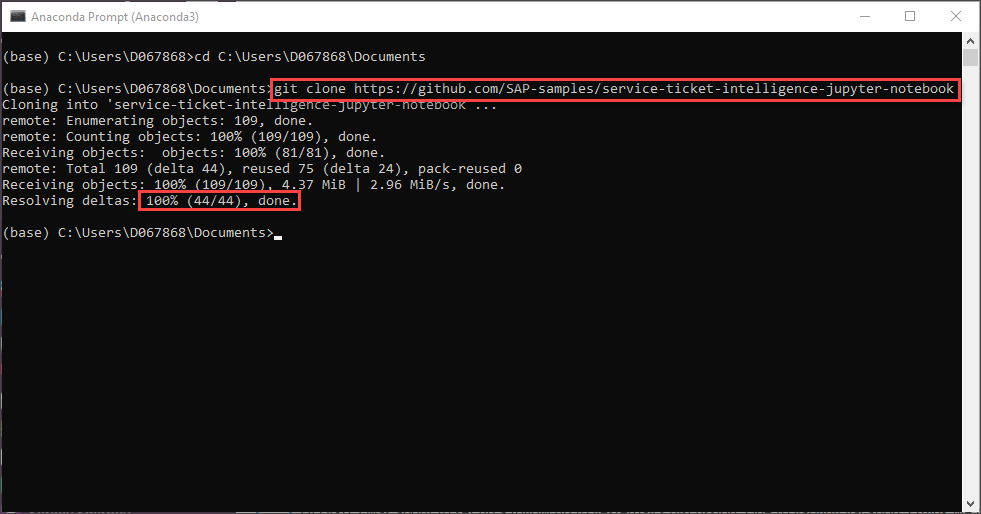 Anaconda Prompt (Anaconda3)
(base) C:\Users\D067868>cd C:\Users\D067868\Documents
(base) C:\Users\D067868\Documents>git clone https://github.com/SAP-samples/service-ticket-intelligence-jupyter-notebook
Cloning into 'service-ticket-intelligence-jupyter-notebook ...
remote: Enumerating objects: 109, done.
remote: Counting objects: 100% (109/109), done.
Receiving objects:  objects: 100% (81/81), done.
remote: Total 109 (delta 44), reused 75 (delta 24), pack-reused 0
Receiving objects: 100% (109/109), 4.37 MiB | 2.96 MiB/s, done.
Resolving deltas: 100% (44/44), done.
(base) C:\Users\D067868\Documents>